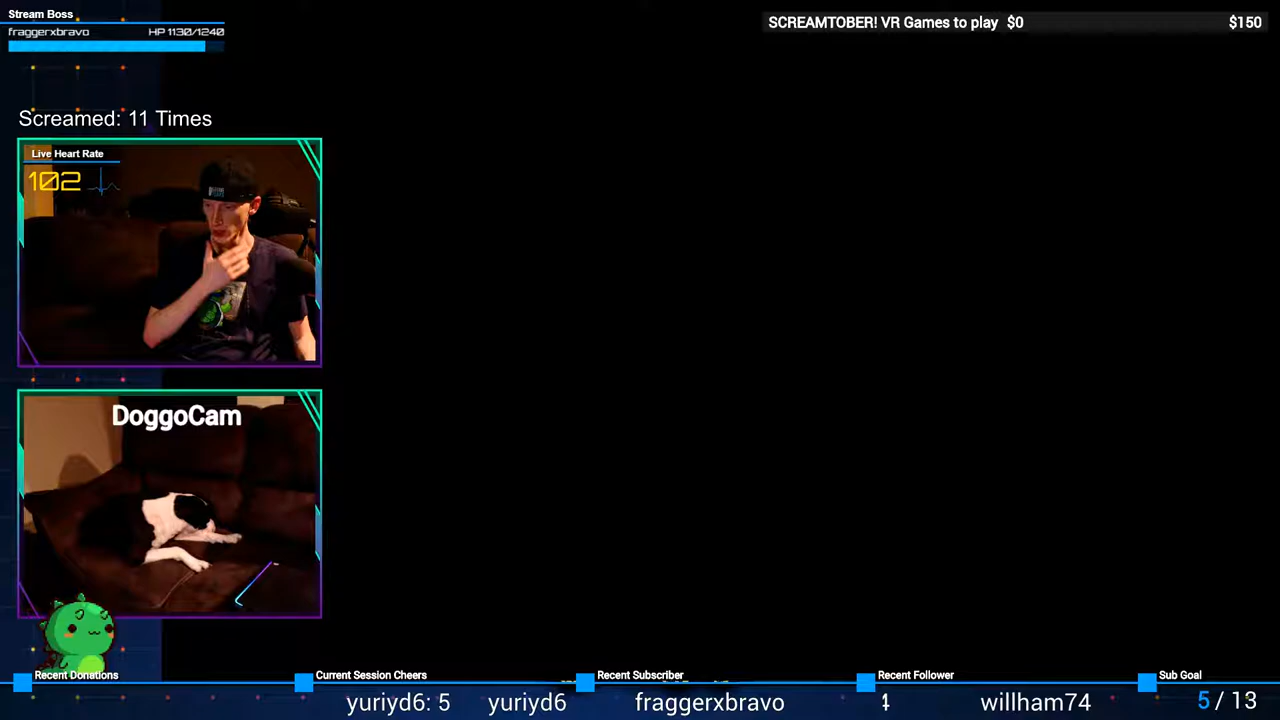 Stream Boss
fraggerxbravo HP 1130/1240
SCREAMTOBER! VR Games to play $0 $150
Screamed: 11 Times
Live Heart Rate
102
DoggoCam
Recent Donations
Current Session Cheers
yuriyd6: 5 yuriyd6
Recent Subscriber
fraggerxbravo
Recent Follower
willham74
Sub Goal
5 / 13